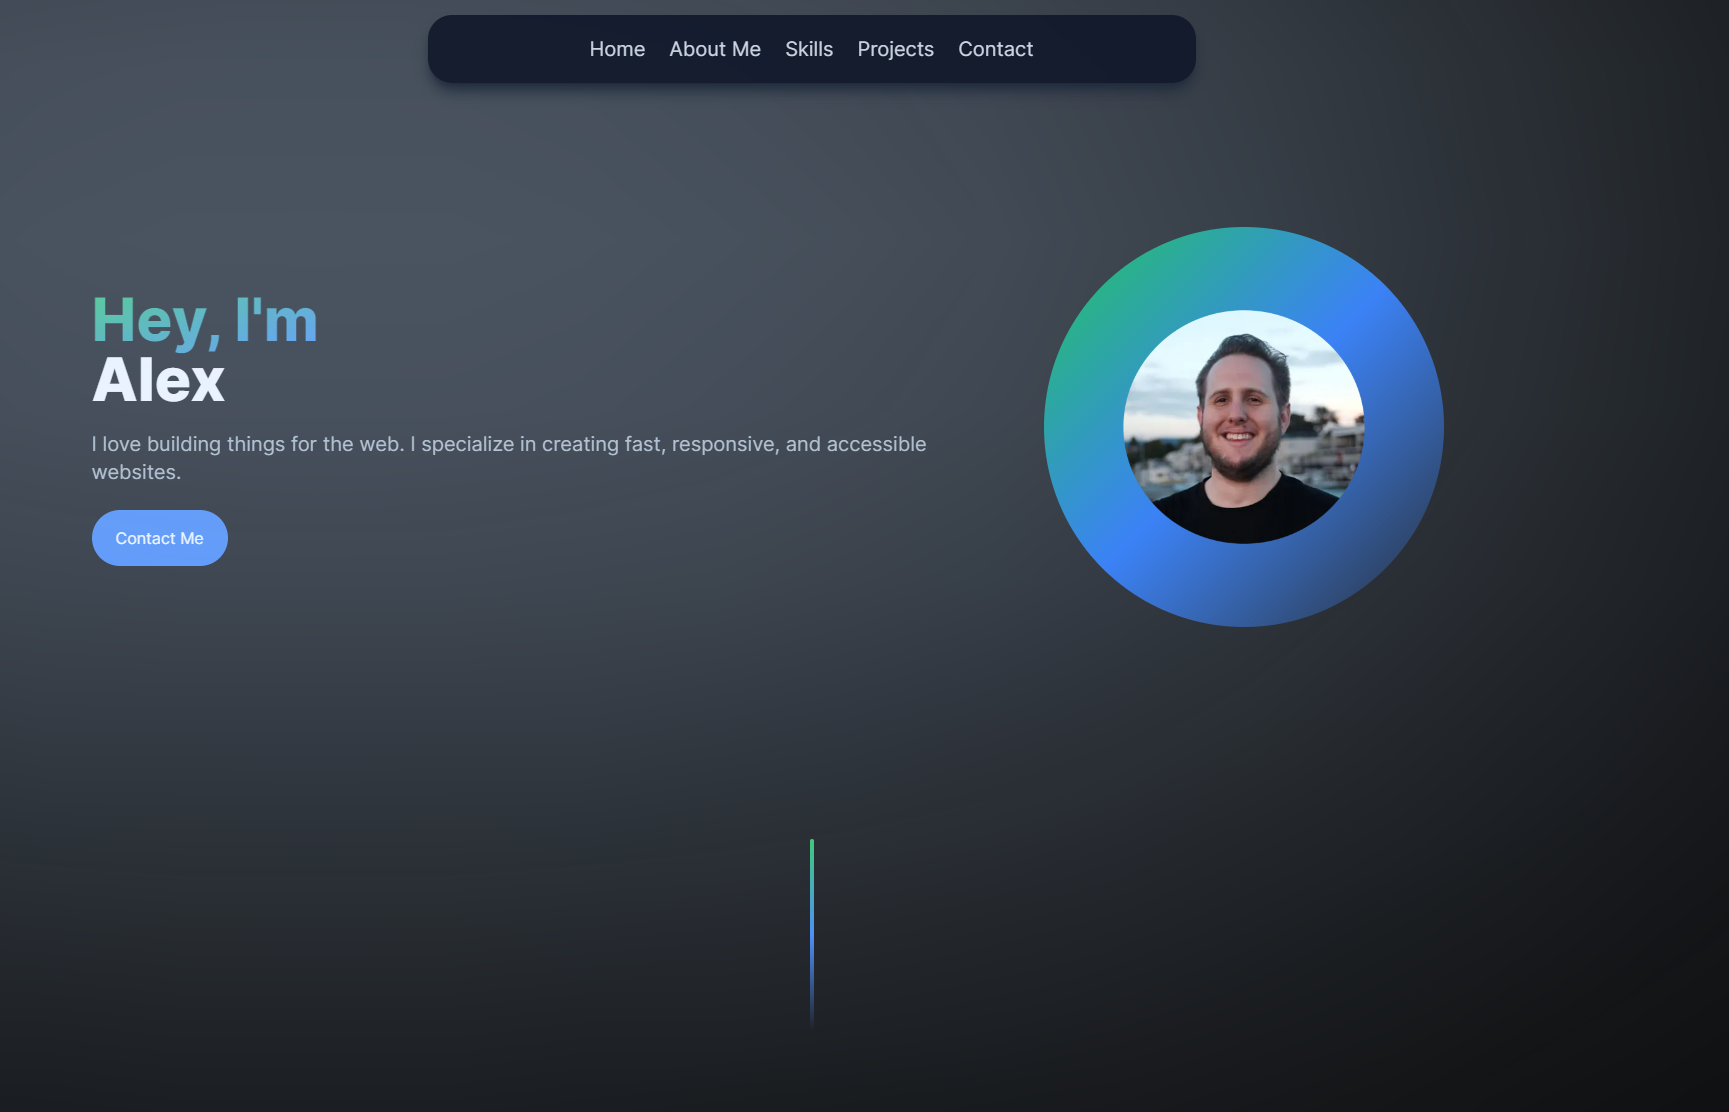 Home About Me Skills Projects Contact
Hey, I'm
Alex
I love building things for the web. I specialize in creating fast, responsive, and accessible
websites.
Contact Me